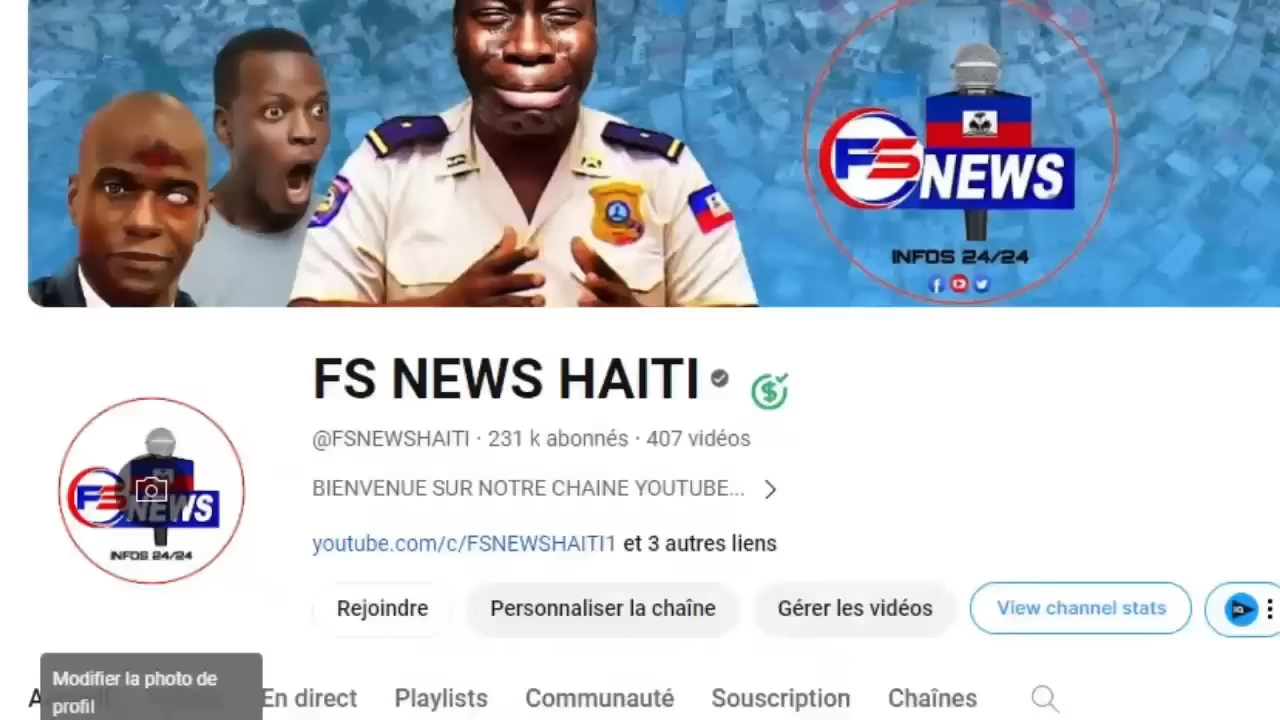 FS NEWS
INFOS 24/24
FS NEWS HAITI
@FSNEWSHAITI · 231 k abonnés · 407 vidéos
BIENVENUE SUR NOTRE CHAINE YOUTUBE...
youtube.com/c/FSNEWSHAITI1 et 3 autres liens
FS NEWS
INFOS 24/24
Rejoindre Personnaliser la chaîne Gérer les vidéos View channel stats IQ
Modifier la photo de
profil
En direct Playlists Communauté Souscription Chaînes